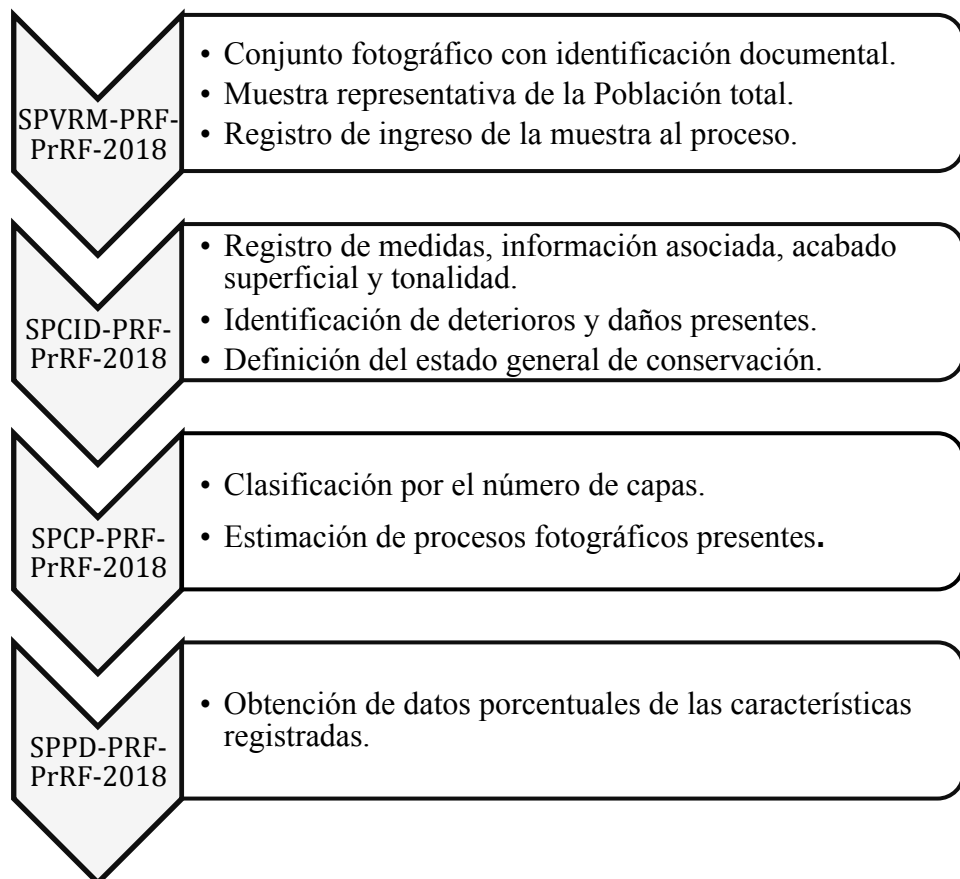 SPVRM-PRF-
PrRF-2018
• Conjunto fotográfico con identificación documental.
• Muestra representativa de la Población total.
• Registro de ingreso de la muestra al proceso.
SPCID-PRF-
PrRF-2018
• Registro de medidas, información asociada, acabado
superficial y tonalidad.
• Identificación de deterioros y daños presentes.
• Definición del estado general de conservación.
SPCP-PRF-
PrRF-2018
• Clasificación por el número de capas.
• Estimación de procesos fotográficos presentes.
SPPD-PRF-
PrRF-2018
• Obtención de datos porcentuales de las características
registradas.